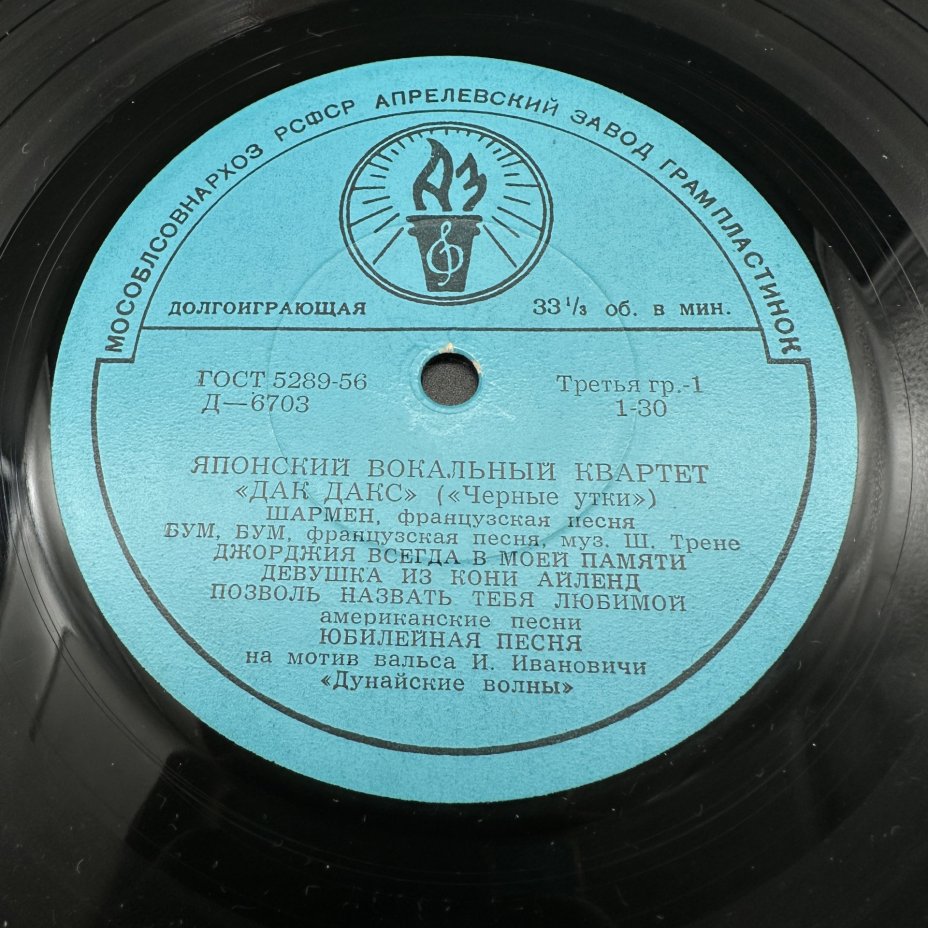 МОСОБЛСОВНАРХОЗ РСФСР АПРЕЛЕВСКИЙ ЗАВОД ГРАМПЛАСТИНОК
АЗ
ДОЛГОИГРАЮЩАЯ 33 1/3 об. в мин.
ГОСТ 5289-56 Третья гр.-1
Д—6703 1-30
ЯПОНСКИЙ ВОКАЛЬНЫЙ КВАРТЕТ
«ДАК ДАКС» («Черные утки»)
ШАРМЕН, французская песня
БУМ, БУМ, французская песня, муз. Ш. Трене
ДЖОРДЖИЯ ВСЕГДА В МОЕЙ ПАМЯТИ
ДЕВУШКА ИЗ КОНИ АЙЛЕНД
ПОЗВОЛЬ НАЗВАТЬ ТЕБЯ ЛЮБИМОЙ
американские песни
ЮБИЛЕЙНАЯ ПЕСНЯ
на мотив вальса И. Ивановичи
«Дунайские волны»